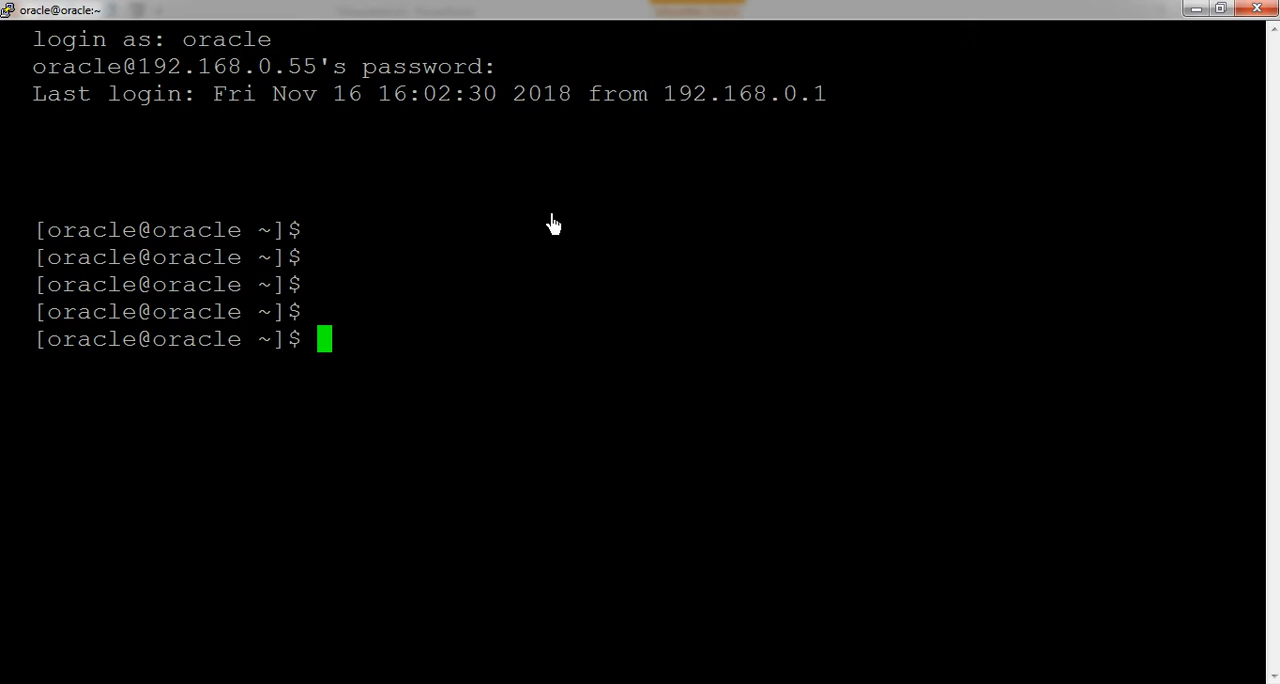 oracle@oracle:~
login as: oracle
oracle@192.168.0.55's password:
Last login: Fri Nov 16 16:02:30 2018 from 192.168.0.1
[oracle@oracle ~]$
[oracle@oracle ~]$
[oracle@oracle ~]$
[oracle@oracle ~]$
[oracle@oracle ~]$